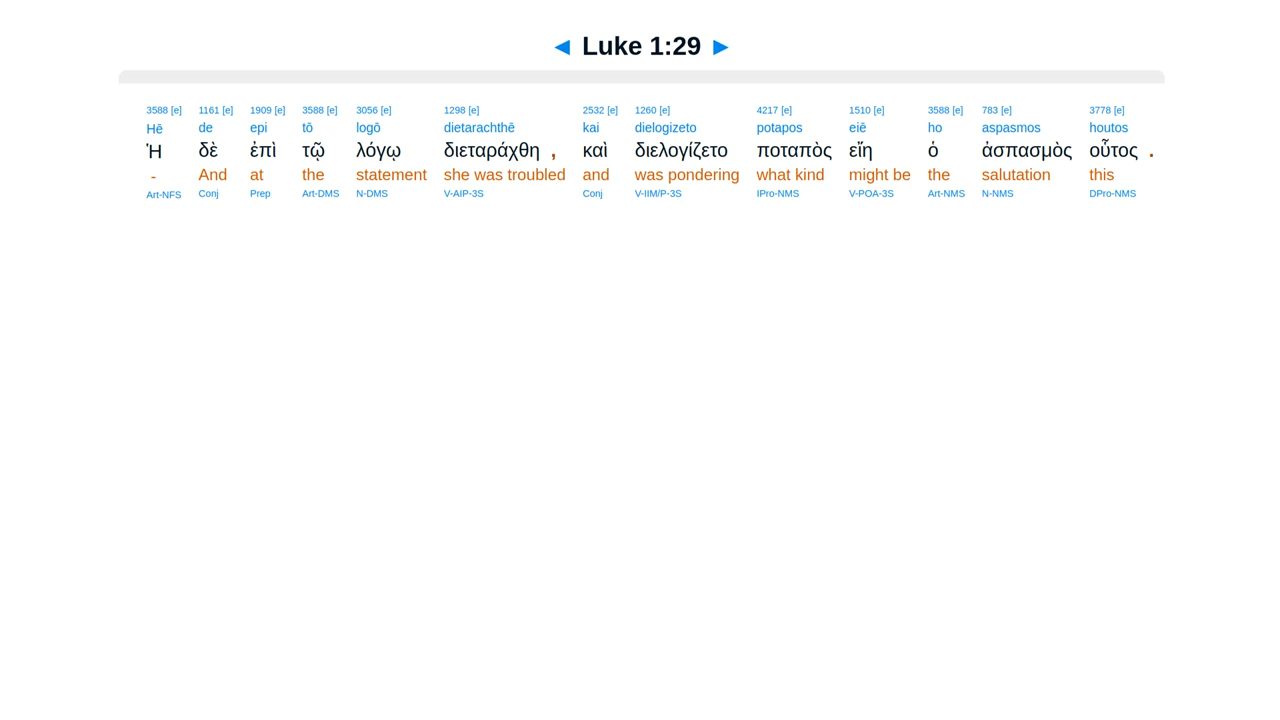 ◄ Luke 1:29 ►
3588 [e] 1161 [e] 1909 [e] 3588 [e] 3056 [e] 1298 [e] 2532 [e] 1260 [e] 4217 [e] 1510 [e] 3588 [e] 783 [e] 3778 [e]
Hē de epi tō logō dietarachthē kai dielogizeto potapos eiē ho aspasmos houtos
Ἡ δὲ ἐπὶ τῷ λόγῳ διεταράχθη , καὶ διελογίζετο ποταπὸς εἴη ὁ ἀσπασμὸς οὗτος .
- And at the statement she was troubled and was pondering what kind might be the salutation this
Art-NFS Conj Prep Art-DMS N-DMS V-AIP-3S Conj V-IIM/P-3S IPro-NMS V-POA-3S Art-NMS N-NMS DPro-NMS